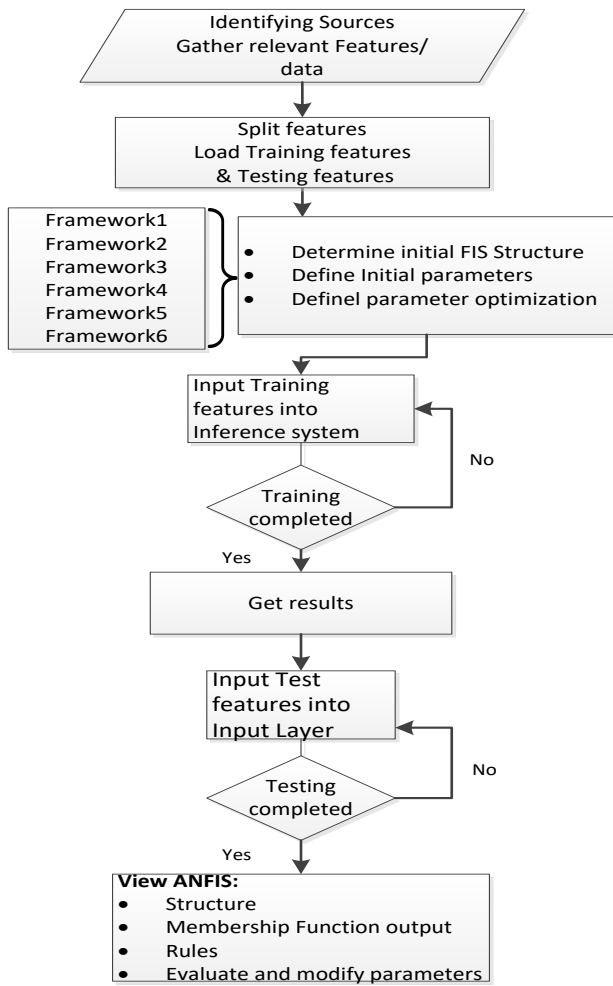 Identifying Sources
Gather relevant Features/
data
Split features
Load Training features
& Testing features
Framework1
Framework2
Framework3
Framework4
Framework5
Framework6
• Determine initial FIS Structure
• Define Initial parameters
• Definel parameter optimization
Input Training
features into
Inference system
No
Training
completed
Yes
Get results
Input Test
features into
Input Layer
No
Testing
completed
Yes
View ANFIS:
• Structure
• Membership Function output
• Rules
• Evaluate and modify parameters